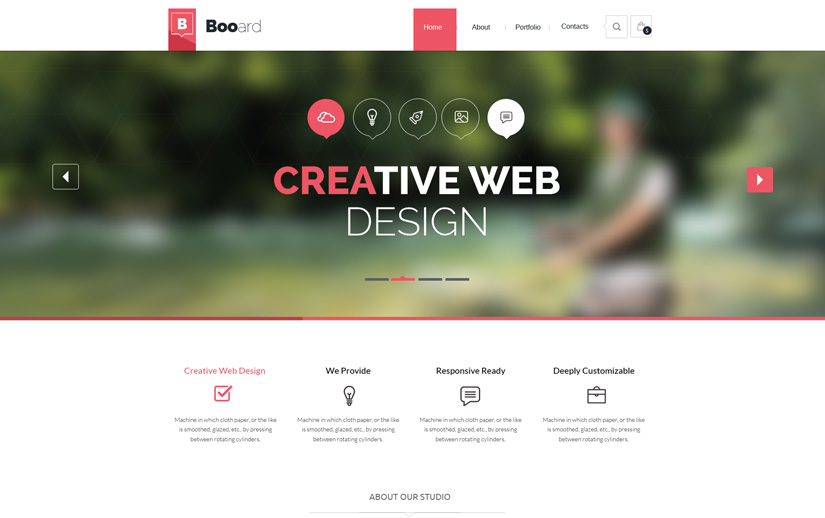 B
Booard
Home
About
Portfolio
Contacts
5
CREATIVE WEB
DESIGN
Creative Web Design
We Provide
Responsive Ready
Deeply Customizable
Machine in which cloth paper, or the like
is smoothed, glazed, etc., by pressing
between rotating cylinders.
Machine in which cloth paper, or the like
is smoothed, glazed, etc., by pressing
between rotating cylinders.
Machine in which cloth paper, or the like
is smoothed, glazed, etc., by pressing
between rotating cylinders.
Machine in which cloth paper, or the like
is smoothed, glazed, etc., by pressing
between rotating cylinders.
ABOUT OUR STUDIO